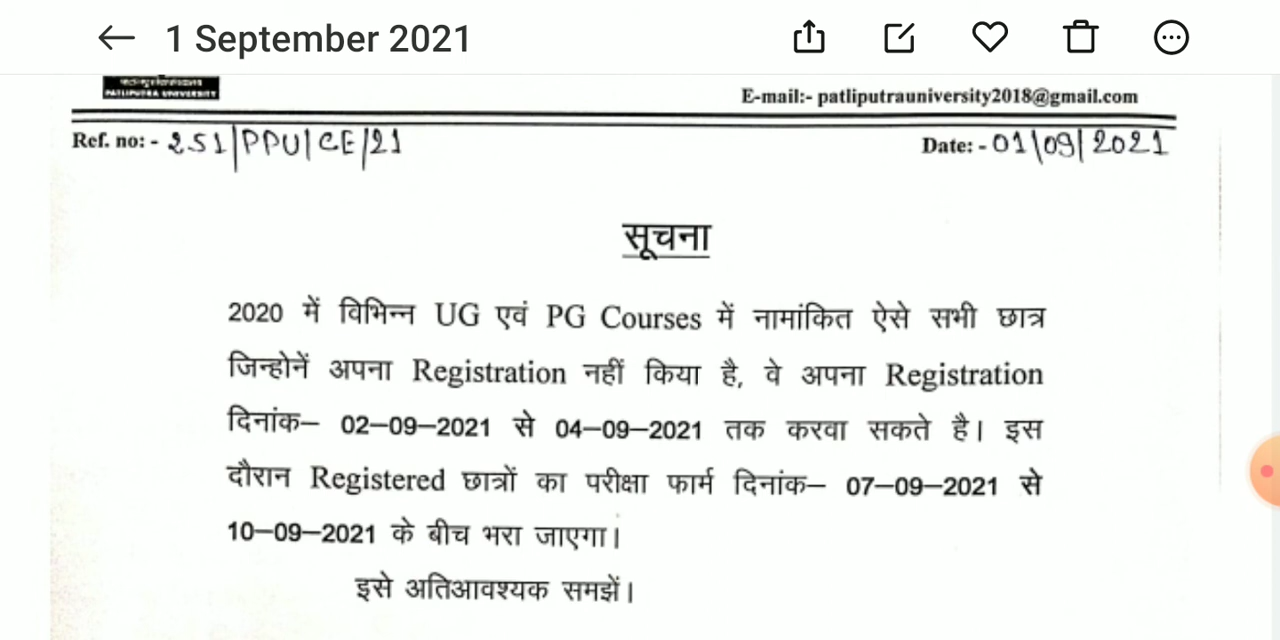 1 September 2021
PATLIPUTRA UNIVERSITY
E-mail:- patliputrauniversity2018@gmail.com
Ref. no: - 251/PPU/CE/21
Date: - 01/09/2021
सूचना
2020 में विभिन्न UG एवं PG Courses में नामांकित ऐसे सभी छात्र
जिन्होनें अपना Registration नहीं किया है, वे अपना Registration
दिनांक– 02–09–2021 से 04–09–2021 तक करवा सकते है। इस
दौरान Registered छात्रों का परीक्षा फार्म दिनांक– 07–09–2021 से
10–09–2021 के बीच भरा जाएगा।
इसे अतिआवश्यक समझें।